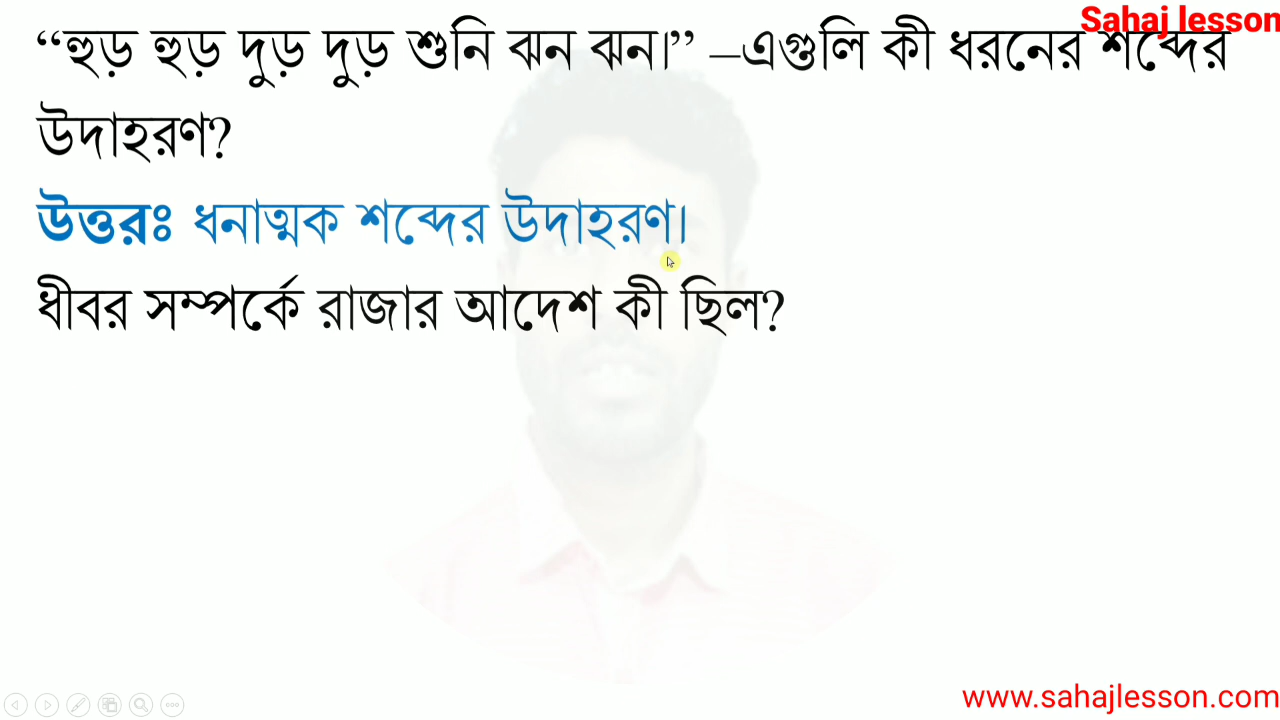 Sahaj lesson
“হুড় হুড় দুড় দুড় শুনি ঝন ঝন।” –এগুলি কী ধরনের শব্দের
উদাহরণ?
উত্তরঃ ধনাত্মক শব্দের উদাহরণ।
ধীবর সম্পর্কে রাজার আদেশ কী ছিল?
www.sahajlesson.com